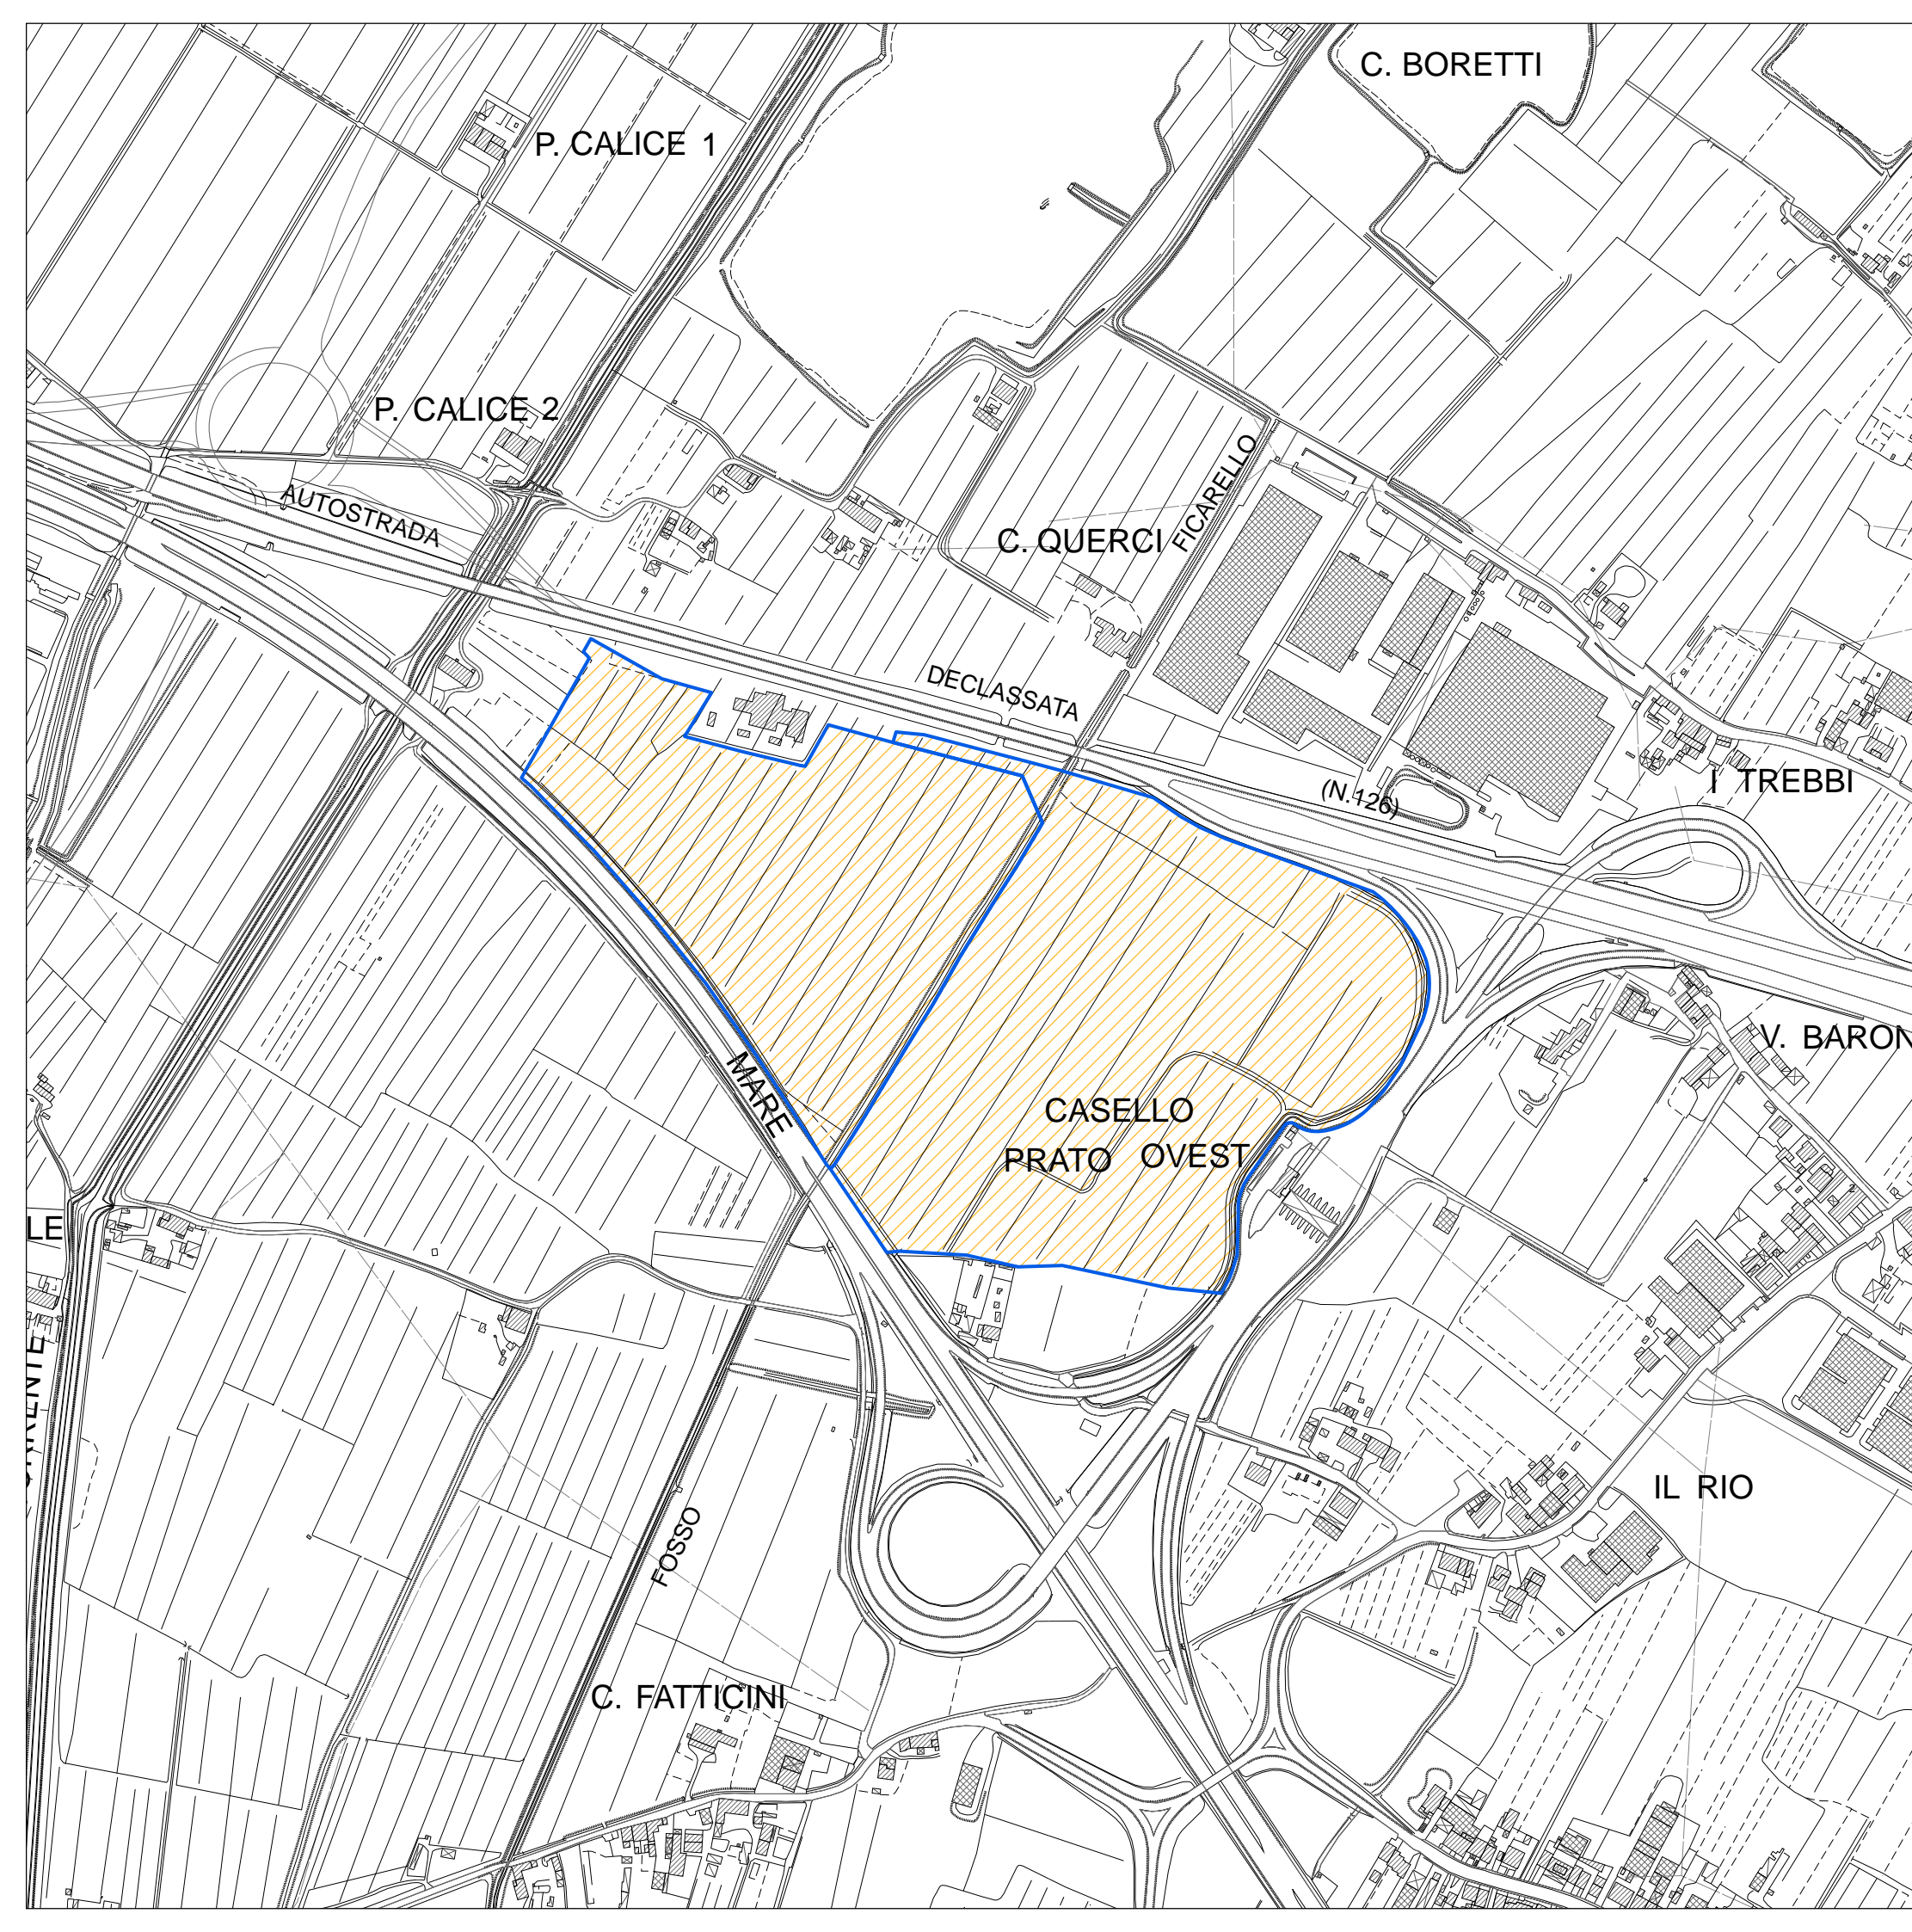 C. BORETTI
P. CALICE 1
P. CALICE 2
AUTOSTRADA
C. QUERCI
FICARELLO
DECLASSATA
(N.126)
I TREBBI
V. BARON
MARE
CASELLO
PRATO OVEST
2
LE
FOSSO
IL RIO
C. FATTICINI